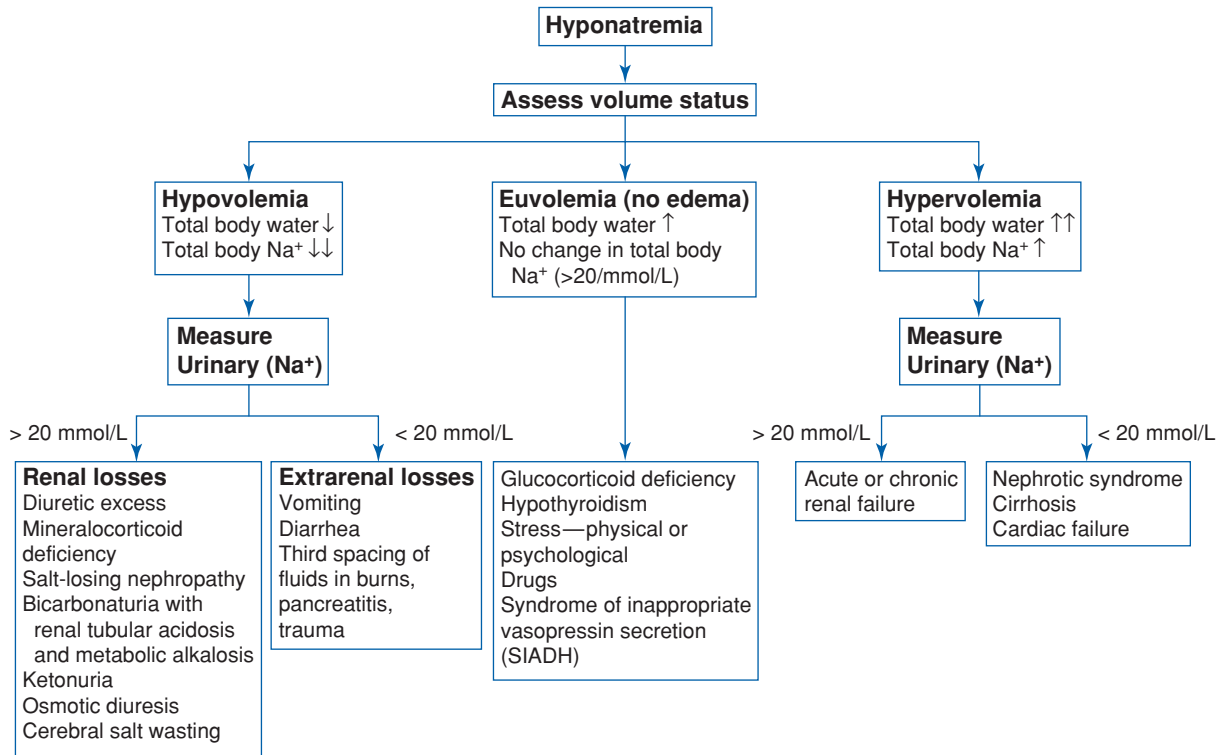 Hyponatremia
Assess volume status
Hypovolemia
Total body water ↓
Total body Na⁺ ↓↓
Euvolemia (no edema)
Total body water ↑
No change in total body
Na⁺ (>20/mmol/L)
Hypervolemia
Total body water ↑↑
Total body Na⁺ ↑
Measure
Urinary (Na⁺)
Measure
Urinary (Na⁺)
> 20 mmol/L
< 20 mmol/L
> 20 mmol/L
< 20 mmol/L
Renal losses
Diuretic excess
Mineralocorticoid
deficiency
Salt-losing nephropathy
Bicarbonaturia with
renal tubular acidosis
and metabolic alkalosis
Ketonuria
Osmotic diuresis
Cerebral salt wasting
Extrarenal losses
Vomiting
Diarrhea
Third spacing of
fluids in burns,
pancreatitis,
trauma
Glucocorticoid deficiency
Hypothyroidism
Stress—physical or
psychological
Drugs
Syndrome of inappropriate
vasopressin secretion
(SIADH)
Acute or chronic
renal failure
Nephrotic syndrome
Cirrhosis
Cardiac failure